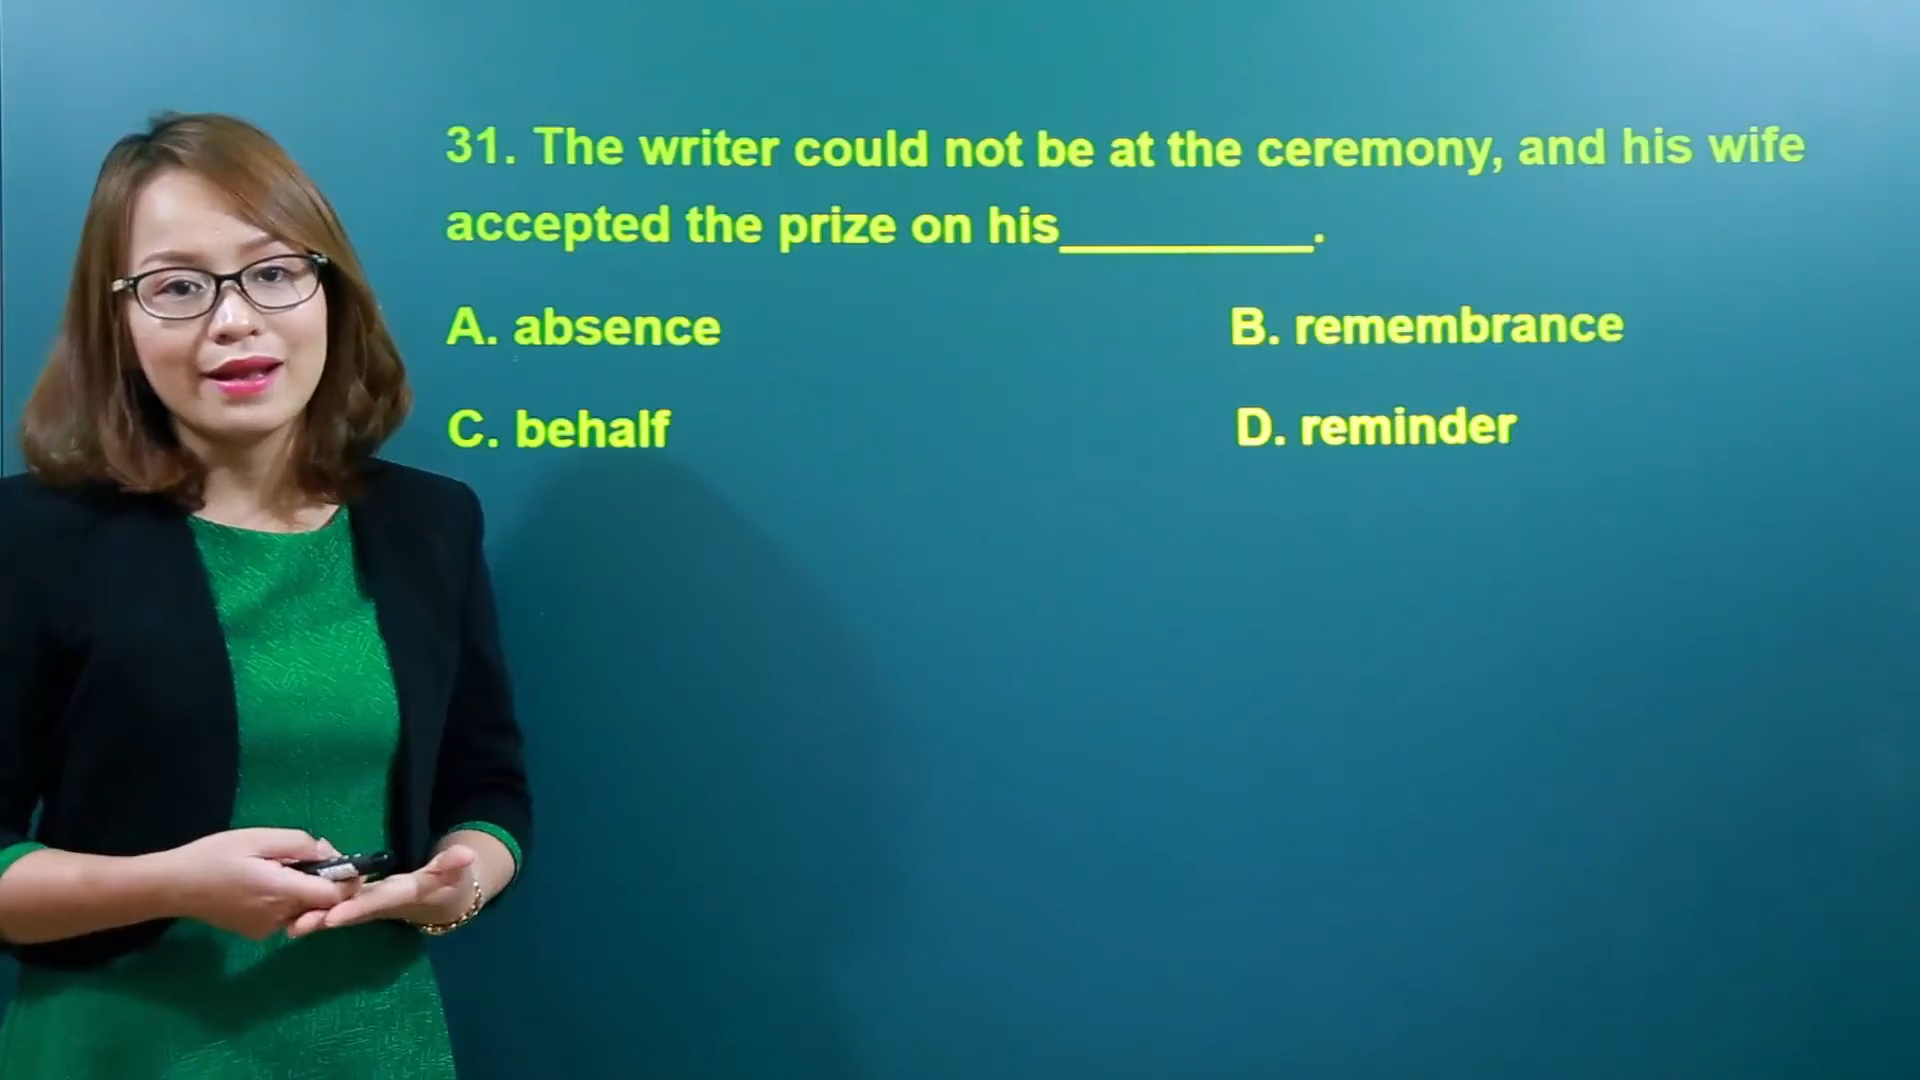 31. The writer could not be at the ceremony, and his wife
accepted the prize on his_________.
A. absence
B. remembrance
C. behalf
D. reminder